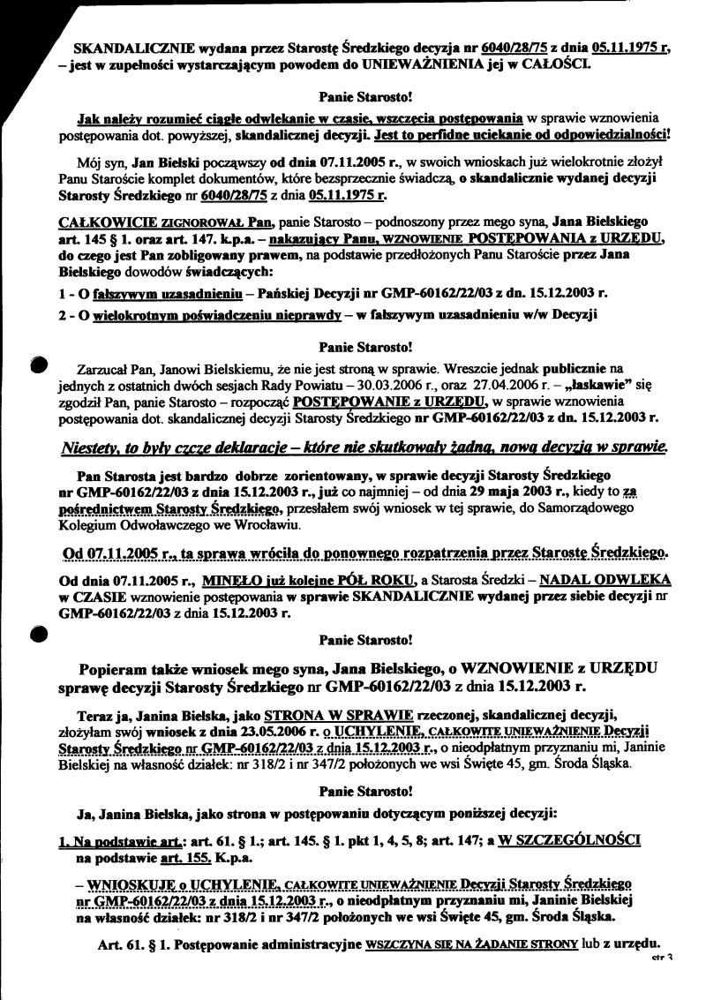 SKANDALICZNIE wydana przez Starostę Średzkiego decyzja nr 6040/28/75 z dnia 05.11.1975 r,
– jest w zupełności wystarczającym powodem do UNIEWAŻNIENIA jej w CAŁOŚCI.
Panie Starosto!
Jak należy rozumieć ciągłe odwlekanie w czasie, wszczęcia postępowania w sprawie wznowienia
postępowania dot. powyższej, skandalicznej decyzji. Jest to perfidne uciekanie od odpowiedzialności!
Mój syn, Jan Bielski począwszy od dnia 07.11.2005 r., w swoich wnioskach już wielokrotnie złożył
Panu Staroście komplet dokumentów, które bezsprzecznie świadczą, o skandalicznie wydanej decyzji
Starosty Średzkiego nr 6040/28/75 z dnia 05.11.1975 r.
CAŁKOWICIE ZIGNOROWAŁ Pan, panie Starosto – podnoszony przez mego syna, Jana Bielskiego
art. 145 § 1. oraz art. 147. k.p.a. – nakazujący Panu, WZNOWIENIE POSTĘPOWANIA z URZĘDU,
do czego jest Pan zobligowany prawem, na podstawie przedłożonych Panu Staroście przez Jana
Bielskiego dowodów świadczących:
1 - O fałszywym uzasadnieniu – Pańskiej Decyzji nr GMP-60162/22/03 z dn. 15.12.2003 r.
2 - O wielokrotnym poświadczeniu nieprawdy – w fałszywym uzasadnieniu w/w Decyzji
Panie Starosto!
Zarzucał Pan, Janowi Bielskiemu, że nie jest stroną w sprawie. Wreszcie jednak publicznie na
jednych z ostatnich dwóch sesjach Rady Powiatu – 30.03.2006 r., oraz 27.04.2006 r. – „łaskawie” się
zgodził Pan, panie Starosto – rozpocząć POSTĘPOWANIE z URZĘDU, w sprawie wznowienia
postępowania dot. skandalicznej decyzji Starosty Średzkiego nr GMP-60162/22/03 z dn. 15.12.2003 r.
Niestety, to były czcze deklaracje – które nie skutkowały żadną, nową decyzją w sprawie.
Pan Starosta jest bardzo dobrze zorientowany, w sprawie decyzji Starosty Średzkiego
nr GMP-60162/22/03 z dnia 15.12.2003 r., już co najmniej – od dnia 29 maja 2003 r., kiedy to za
pośrednictwem Starosty Średzkiego, przesłałem swój wniosek w tej sprawie, do Samorządowego
Kolegium Odwoławczego we Wrocławiu.
Od 07.11.2005 r., ta sprawa wróciła do ponownego rozpatrzenia przez Starostę Średzkiego.
Od dnia 07.11.2005 r., MINĘŁO już kolejne PÓŁ ROKU, a Starosta Średzki – NADAL ODWLEKA
w CZASIE wznowienie postępowania w sprawie SKANDALICZNIE wydanej przez siebie decyzji nr
GMP-60162/22/03 z dnia 15.12.2003 r.
Panie Starosto!
Popieram także wniosek mego syna, Jana Bielskiego, o WZNOWIENIE z URZĘDU
sprawę decyzji Starosty Średzkiego nr GMP-60162/22/03 z dnia 15.12.2003 r.
Teraz ja, Janina Bielska, jako STRONA W SPRAWIE rzeczonej, skandalicznej decyzji,
złożyłam swój wniosek z dnia 23.05.2006 r. o UCHYLENIE, CAŁKOWITE UNIEWAŻNIENIE Decyzji
Starosty Średzkiego nr GMP-60162/22/03 z dnia 15.12.2003 r., o nieodpłatnym przyznaniu mi, Janinie
Bielskiej na własność działek: nr 318/2 i nr 347/2 położonych we wsi Święte 45, gm. Środa Śląska.
Panie Starosto!
Ja, Janina Bielska, jako strona w postępowaniu dotyczącym poniższej decyzji:
1. Na podstawie art.: art. 61. § 1.; art. 145. § 1. pkt 1, 4, 5, 8; art. 147; a W SZCZEGÓLNOŚCI
na podstawie art. 155. K.p.a.
– WNIOSKUJĘ o UCHYLENIE, CAŁKOWITE UNIEWAŻNIENIE Decyzji Starosty Średzkiego
nr GMP-60162/22/03 z dnia 15.12.2003 r., o nieodpłatnym przyznaniu mi, Janinie Bielskiej
na własność działek: nr 318/2 i nr 347/2 położonych we wsi Święte 45, gm. Środa Śląska.
Art. 61. § 1. Postępowanie administracyjne WSZCZYNA SIĘ NA ŻĄDANIE STRONY lub z urzędu.
str 3